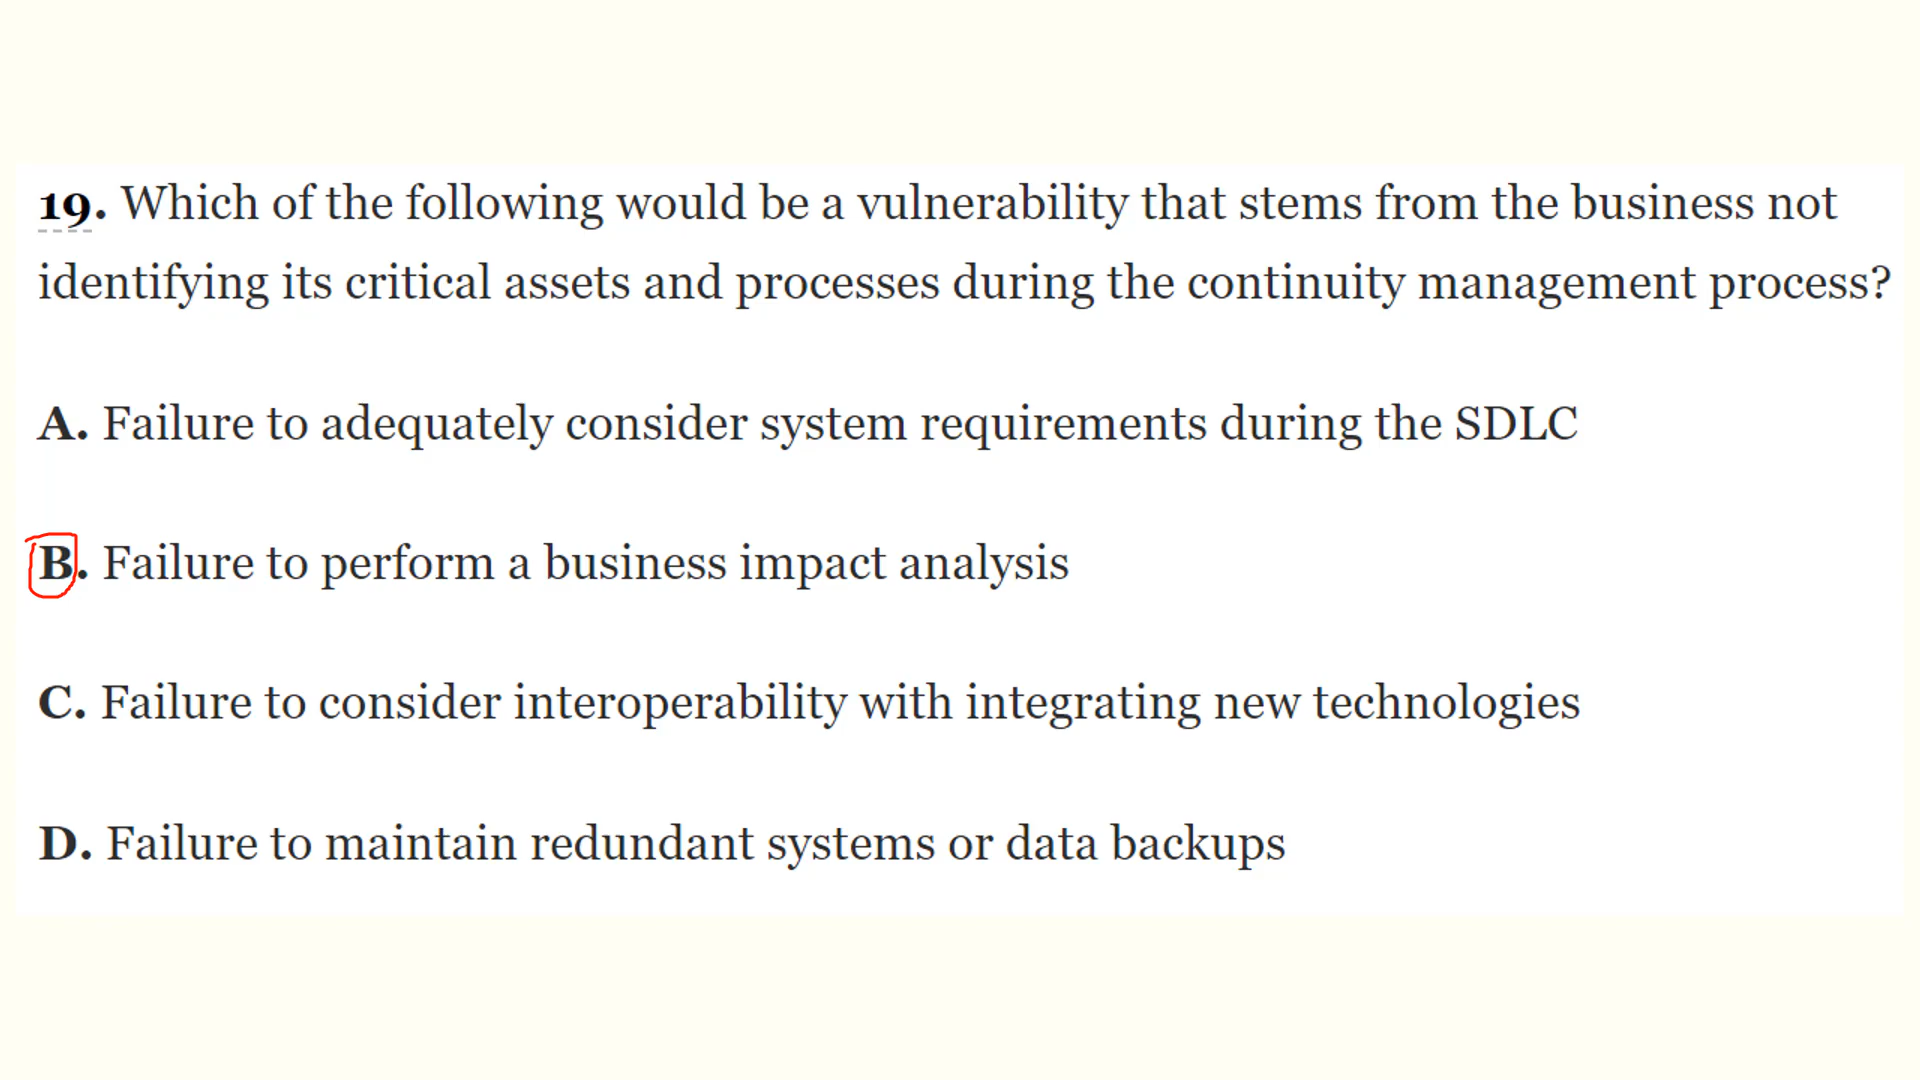 19. Which of the following would be a vulnerability that stems from the business not
identifying its critical assets and processes during the continuity management process?
A. Failure to adequately consider system requirements during the SDLC
B. Failure to perform a business impact analysis
C. Failure to consider interoperability with integrating new technologies
D. Failure to maintain redundant systems or data backups